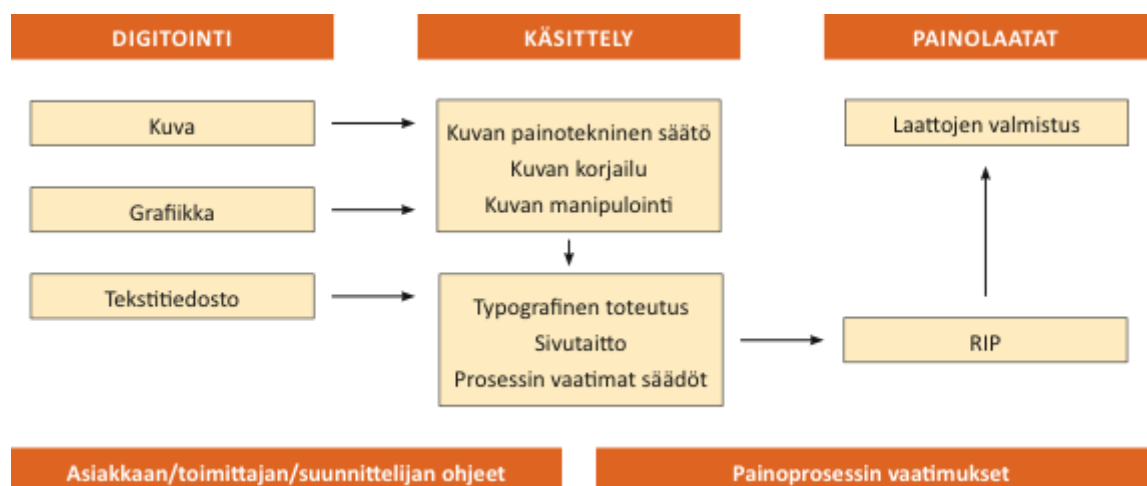 DIGITOINTI
KÄSITTELY
PAINOLAATAT
Kuva
Grafiikka
Tekstitiedosto
Kuvan painotekninen säätö
Kuvan korjailu
Kuvan manipulointi
Typografinen toteutus
Sivutaitto
Prosessin vaatimat säädöt
Laattojen valmistus
RIP
Asiakkaan/toimittajan/suunnittelijan ohjeet
Painoprosessin vaatimukset